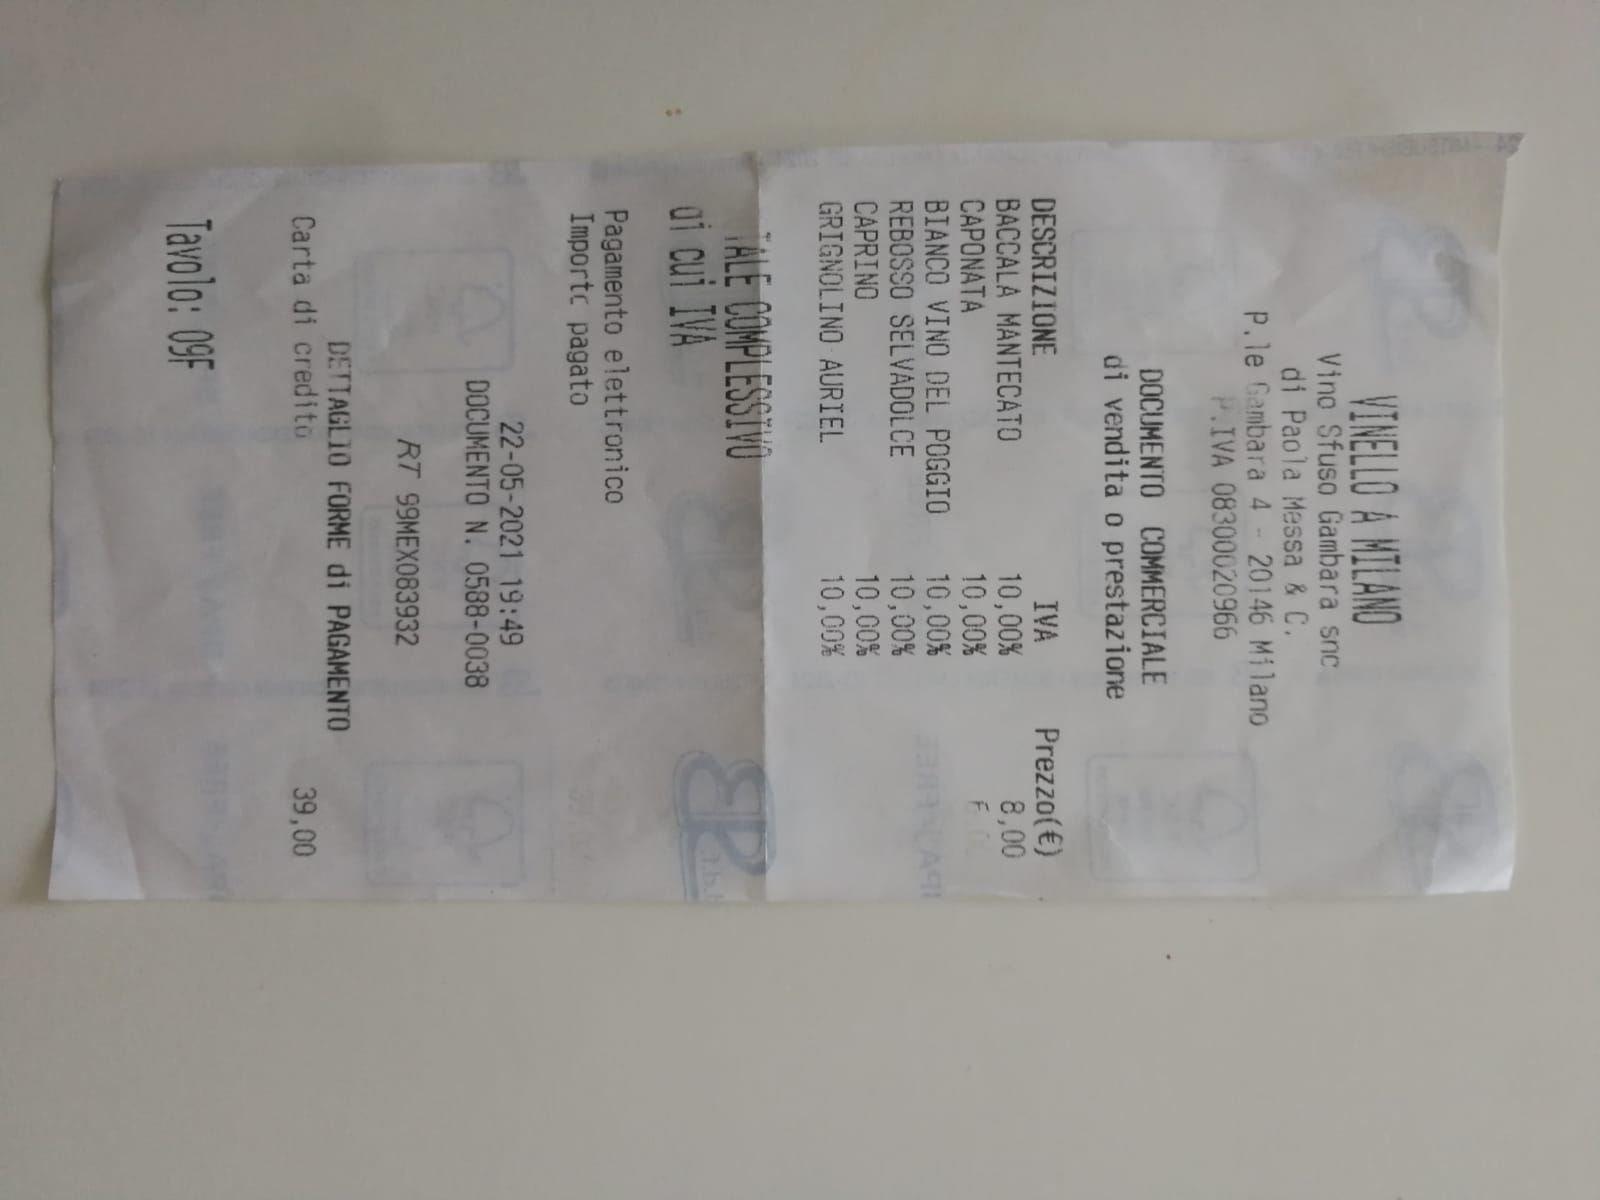 VINELLO A MILANO
Vino Sfuso Gambara snc
di Paola Messa & C.
P.le Gambara 4 - 20146 Milano
P.IVA 08300020966
DOCUMENTO COMMERCIALE
di vendita o prestazione
DESCRIZIONE IVA Prezzo(€)
BACCALA MANTECATO 10,00% 8,00
CAPONATA 10,00%
BIANCO VINO DEL POGGIO 10,00%
REBOSSO SELVADOLCE 10,00%
CAPRINO 10,00%
GRIGNOLINO AURIEL 10,00%
TALE COMPLESSIVO
di cui IVA
Pagamento elettronico
Importo pagato
22-05-2021 19:49
DOCUMENTO N. 0588-0038
RT 99MEX083932
DETTAGLIO FORME di PAGAMENTO
Carta di credito 39,00
Tavolo: 09F